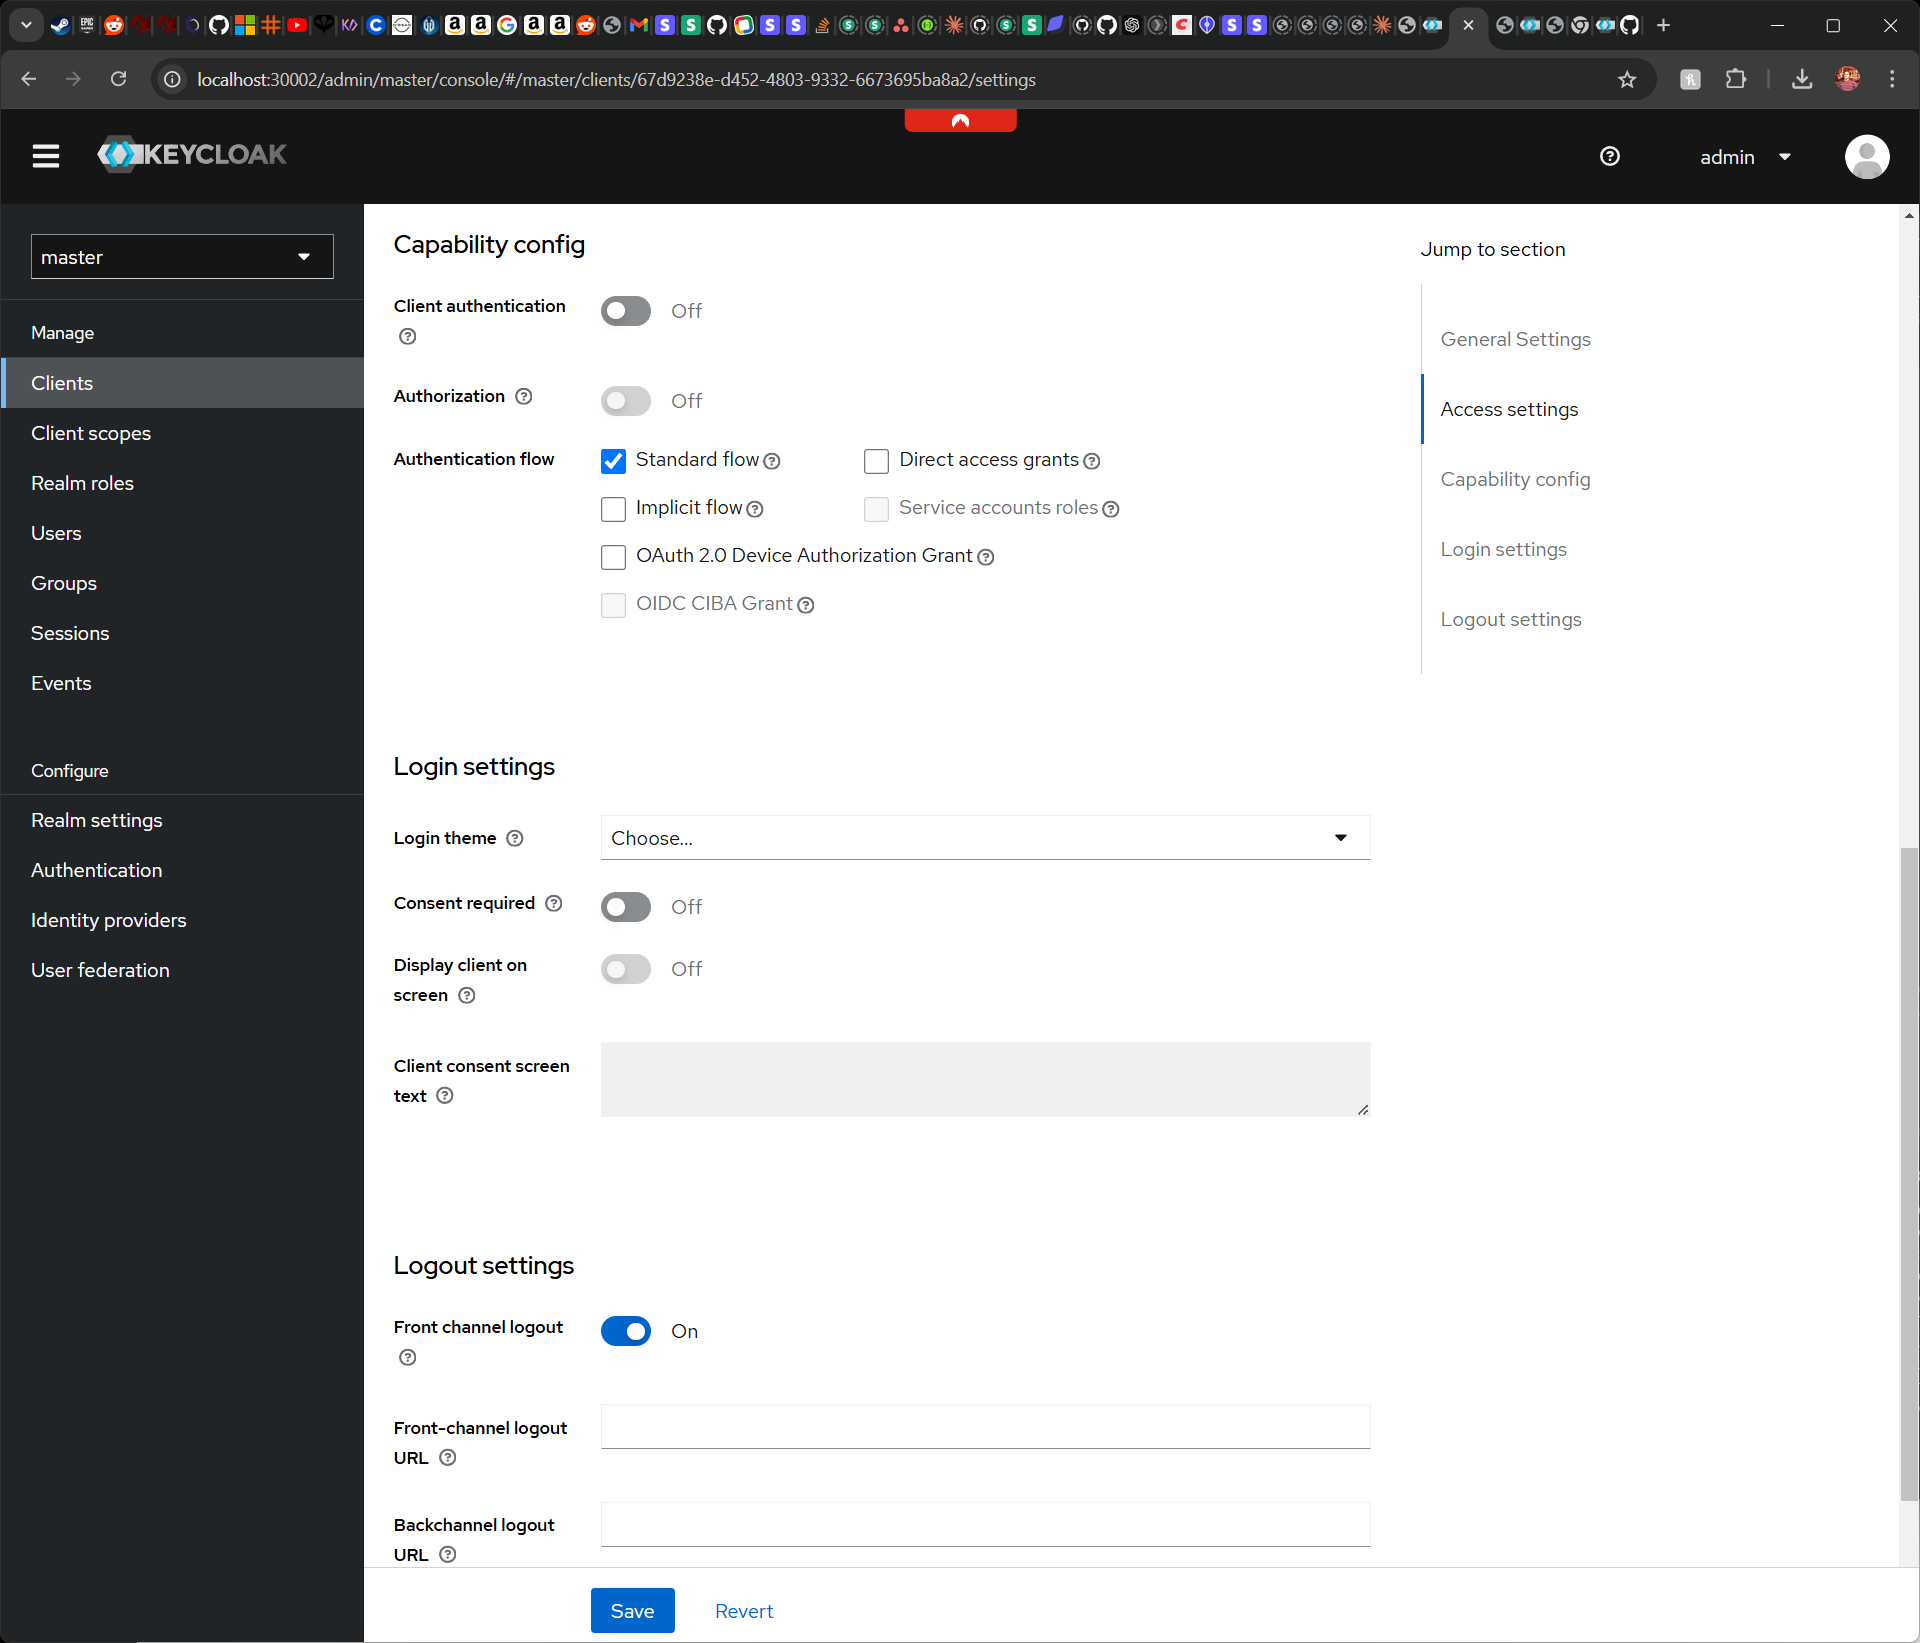 localhost:30002/admin/master/console/#/master/clients/67d9238e-d452-4803-9332-6673695ba8a2/settings
KEYCLOAK
admin
master
Manage
Clients
Client scopes
Realm roles
Users
Groups
Sessions
Events
Configure
Realm settings
Authentication
Identity providers
User federation
Capability config
Client authentication
Off
Authorization
Off
Authentication flow
Standard flow
Direct access grants
Implicit flow
Service accounts roles
OAuth 2.0 Device Authorization Grant
OIDC CIBA Grant
Login settings
Login theme
Choose...
Consent required
Off
Display client on
screen
Off
Client consent screen
text
Logout settings
Front channel logout
On
Front-channel logout
URL
Backchannel logout
URL
Save
Revert
Jump to section
General Settings
Access settings
Capability config
Login settings
Logout settings